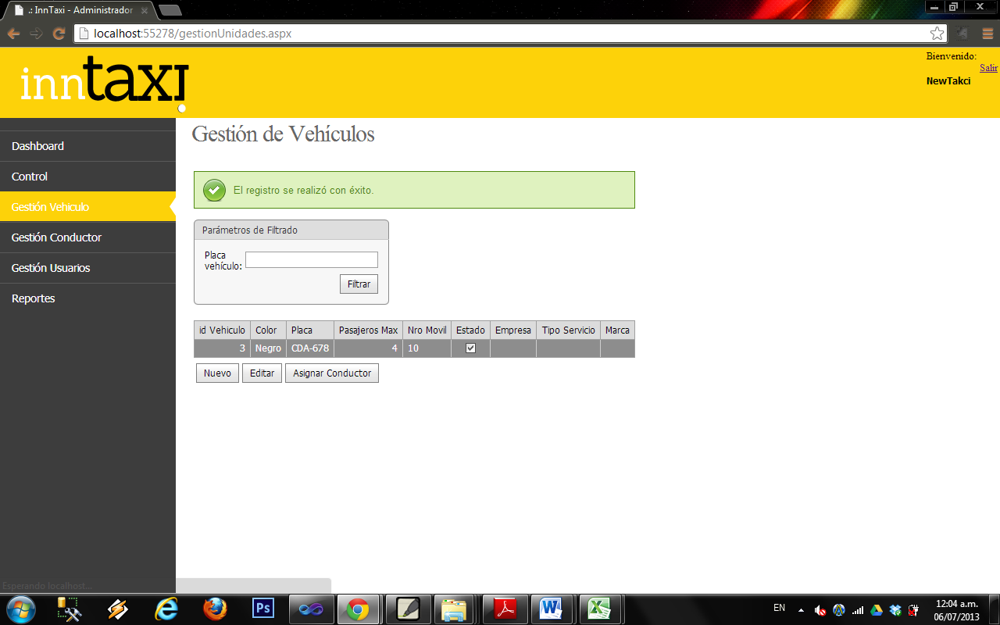 .: InnTaxi - Administrador
localhost:55278/gestionUnidades.aspx
inntaxi
Bienvenido:
Salir
NewTakci
Dashboard
Control
Gestión Vehiculo
Gestión Conductor
Gestión Usuarios
Reportes
Gestión de Vehículos
El registro se realizó con éxito.
Parámetros de Filtrado
Placa
vehículo:
Filtrar
id Vehiculo Color Placa Pasajeros Max Nro Movil Estado Empresa Tipo Servicio Marca
3 Negro CDA-678 4 10
Nuevo Editar Asignar Conductor
Esperando localhost...
Ps
EN
12:04 a.m.
06/07/2013